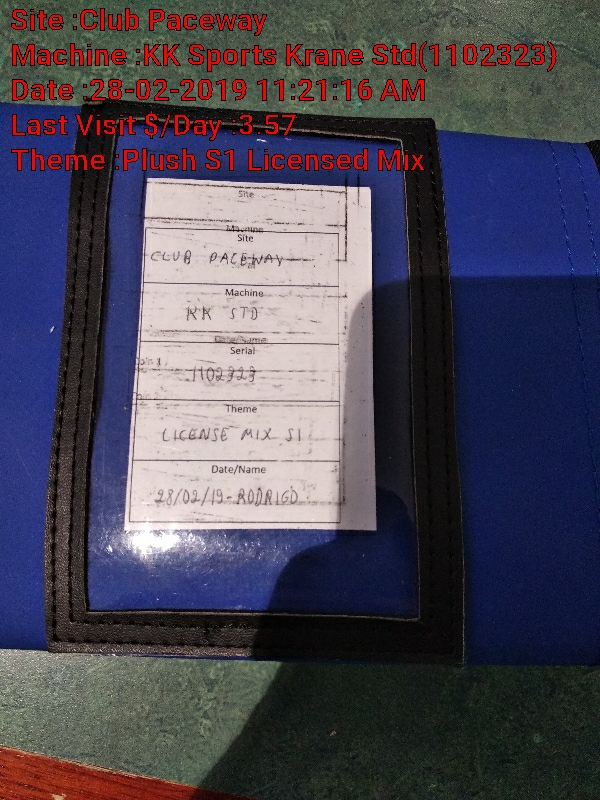 Site :Club Paceway
Machine :KK Sports Krane Std(1102323)
Date :28-02-2019 11:21:16 AM
Last Visit $/Day :3.57
Theme :Plush S1 Licensed Mix
Site
Machine
Site
CLUB PACEWAY
Machine
KK STD
Serial
1102323
Theme
LICENSE MIX S1
Date/Name
28/02/19-RODRIGO